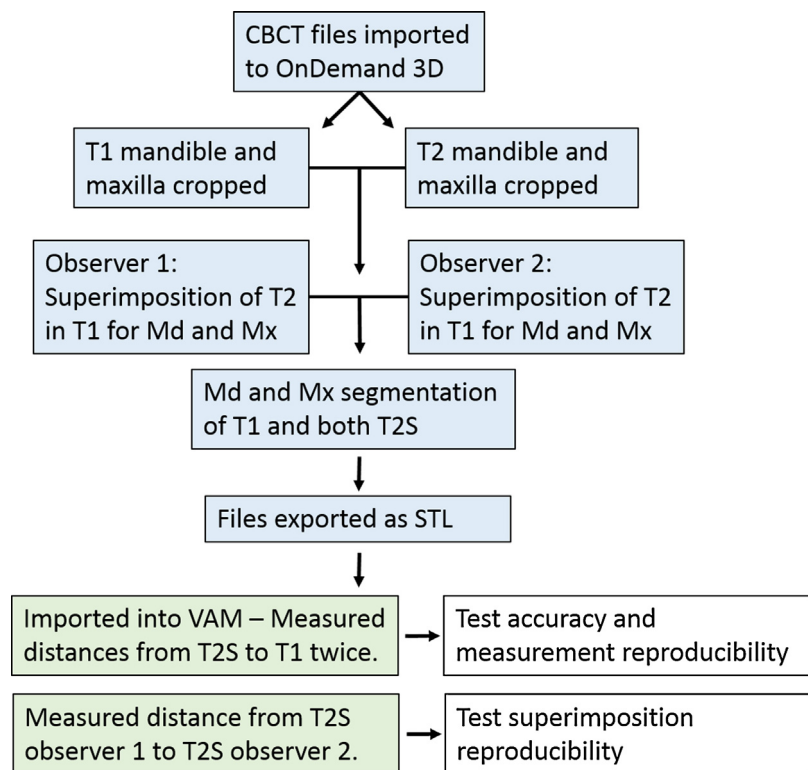 CBCT files imported
to OnDemand 3D
T1 mandible and
maxilla cropped
T2 mandible and
maxilla cropped
Observer 1:
Superimposition of T2
in T1 for Md and Mx
Observer 2:
Superimposition of T2
in T1 for Md and Mx
Md and Mx segmentation
of T1 and both T2S
Files exported as STL
Imported into VAM – Measured
distances from T2S to T1 twice.
Test accuracy and
measurement reproducibility
Measured distance from T2S
observer 1 to T2S observer 2.
Test superimposition
reproducibility